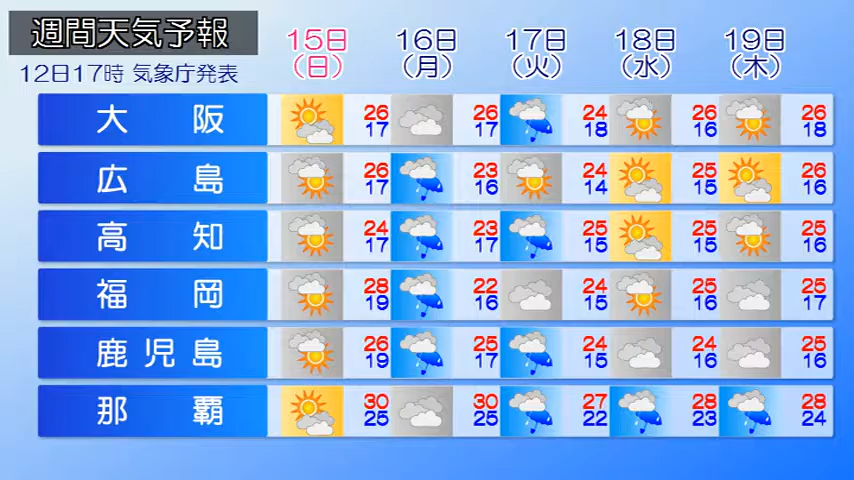 週間天気予報
12日17時 気象庁発表
15日 16日 17日 18日 19日
（日） （月） （火） （水） （木）
大阪 26 17 26 17 24 18 26 16 26 18
広島 26 17 23 16 24 14 25 15 26 16
高知 24 17 23 17 25 15 25 15 25 16
福岡 28 19 22 16 24 15 25 16 25 17
鹿児島 26 19 25 17 24 15 24 16 25 16
那覇 30 25 30 25 27 22 28 23 28 24